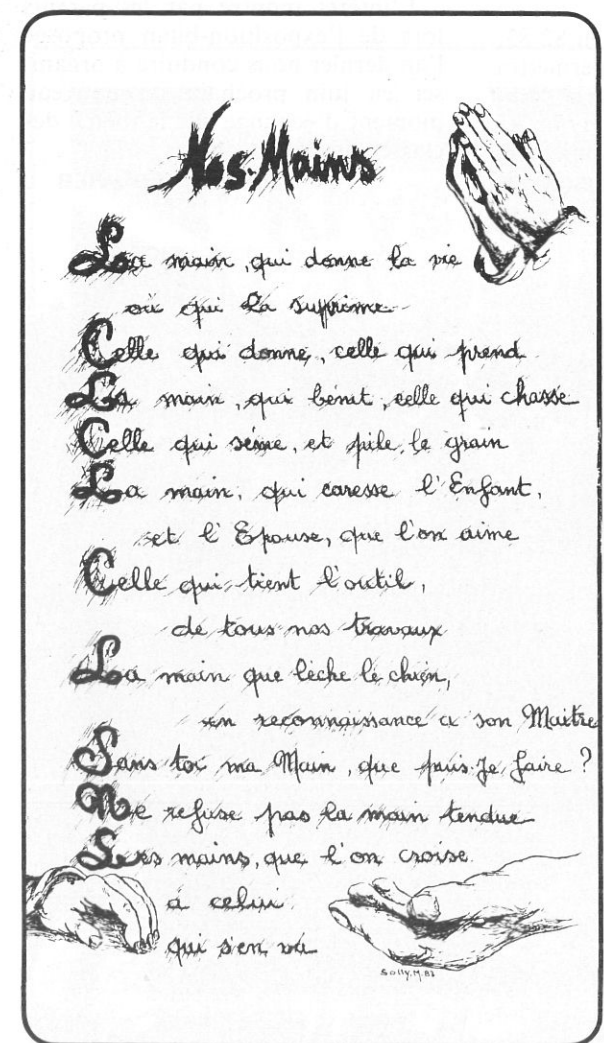 Nos Mains
La main, qui donne la vie
ou qui la supprime
Celle qui donne, celle qui prend
La main, qui bénit, celle qui chasse
Celle qui sème, et pile, le grain
La main, qui caresse l'Enfant,
et l'Epouse, que l'on aime
Celle qui tient l'outil,
de tous nos travaux
La main que lèche le chien,
en reconnaissance a son Maitre
Sans toi ma Main, que puis-Je faire ?
Ne refuse pas la main tendue
Les mains, que l'on croise
a celui
qui s'en va